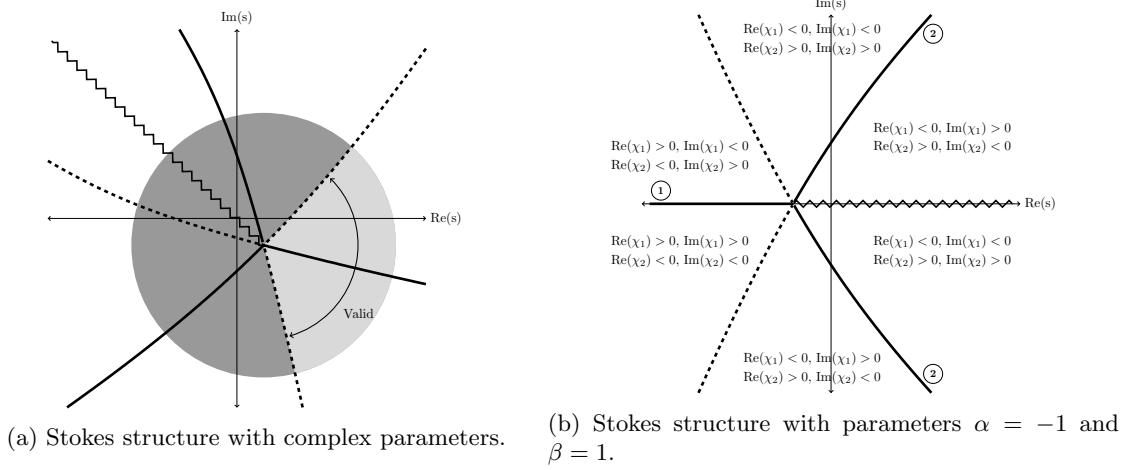 Im(s)
Re(s)
Valid
(a) Stokes structure with complex parameters.
Im(s)
Re(χ₁) < 0, Im(χ₁) < 0
Re(χ₂) > 0, Im(χ₂) > 0
2
Re(χ₁) < 0, Im(χ₁) > 0
Re(χ₂) > 0, Im(χ₂) < 0
Re(χ₁) > 0, Im(χ₁) < 0
Re(χ₂) < 0, Im(χ₂) > 0
1
Re(s)
Re(χ₁) > 0, Im(χ₁) > 0
Re(χ₂) < 0, Im(χ₂) < 0
Re(χ₁) < 0, Im(χ₁) < 0
Re(χ₂) > 0, Im(χ₂) > 0
Re(χ₁) < 0, Im(χ₁) > 0
Re(χ₂) > 0, Im(χ₂) < 0
2
(b) Stokes structure with parameters α = −1 and
β = 1.